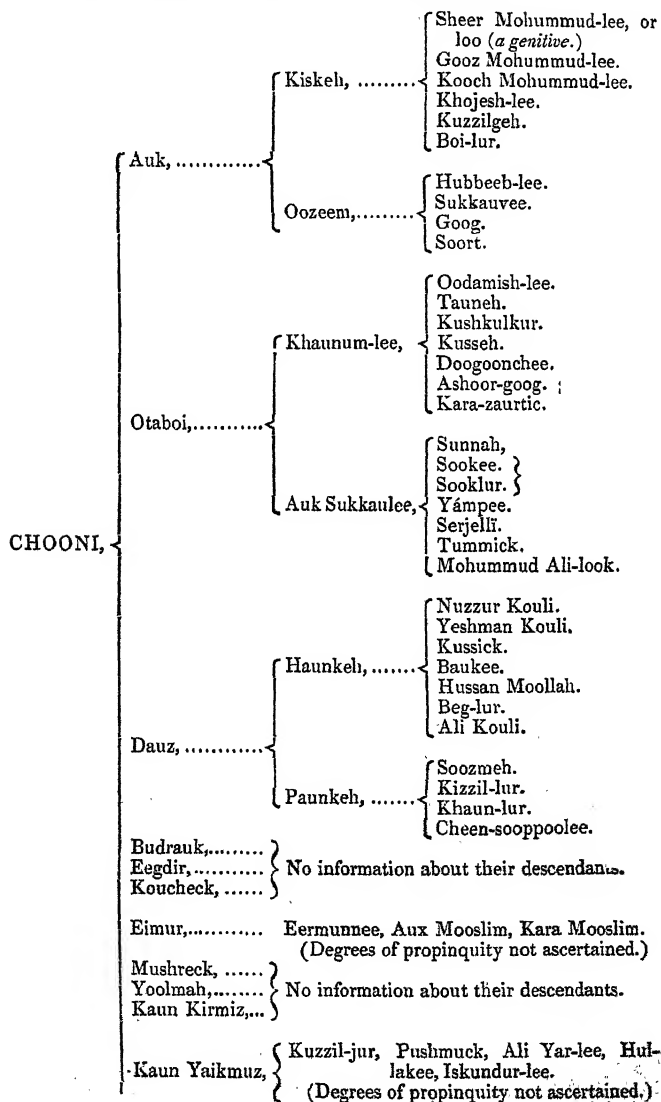 Sheer Mohummud-lee, or
loo (a genitive.)
Gooz Mohummud-lee.
Kiskeh, ......... Kooch Mohummud-lee.
Khojesh-lee.
Kuzzilgeh.
Boi-lur.
Auk, .............
Hubbeeb-lee.
Oozeem,........ Sukkauvee.
Goog.
Soort.
Oodamish-lee.
Tauneh.
Kushkulkur.
Khaunum-lee, Kusseh.
Doogoonchee.
Ashoor-goog.
Kara-zaurtic.
Otaboi,...........
Sunnah,
Sookee.
Sooklur.
Auk Sukkaulee, Yámpee.
Serjellï.
Tummick.
Mohummud Ali-look.
CHOONI,
Nuzzur Kouli.
Yeshman Kouli.
Kussick.
Haunkeh, ....... Baukee.
Hussan Moollah.
Beg-lur.
Ali Kouli.
Dauz, ............
Soozmeh.
Paunkeh, ....... Kizzil-lur.
Khaun-lur.
Cheen-sooppoolee.
Budrauk,.........
Eegdir, ........... No information about their descendants.
Koucheck, ......
Eimur,........... Eermunnee, Aux Mooslim, Kara Mooslim.
(Degrees of propinquity not ascertained.)
Mushreck, ......
Yoolmah,........ No information about their descendants.
Kaun Kirmiz,...
Kaun Yaikmuz, Kuzzil-jur, Pushmuck, Ali Yar-lee, Hul-
lakee, Iskundur-lee.
(Degrees of propinquity not ascertained.)